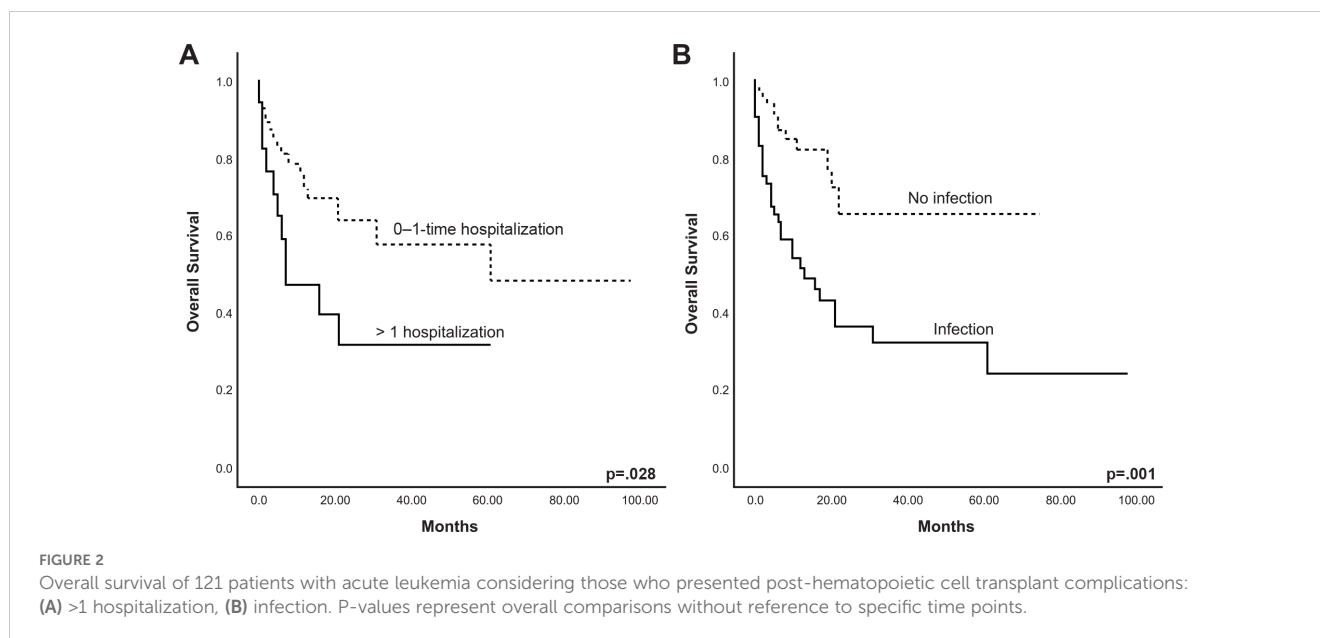 A
1.0
0.8
0.6
0.4
0.2
0.0
Overall Survival
0–1-time hospitalization
> 1 hospitalization
p=.028
0.0 20.00 40.00 60.00 80.00 100.00
Months
B
1.0
0.8
0.6
0.4
0.2
0.0
Overall Survival
No infection
Infection
p=.001
0.0 20.00 40.00 60.00 80.00 100.00
Months
FIGURE 2
Overall survival of 121 patients with acute leukemia considering those who presented post-hematopoietic cell transplant complications:
(A) >1 hospitalization, (B) infection. P-values represent overall comparisons without reference to specific time points.